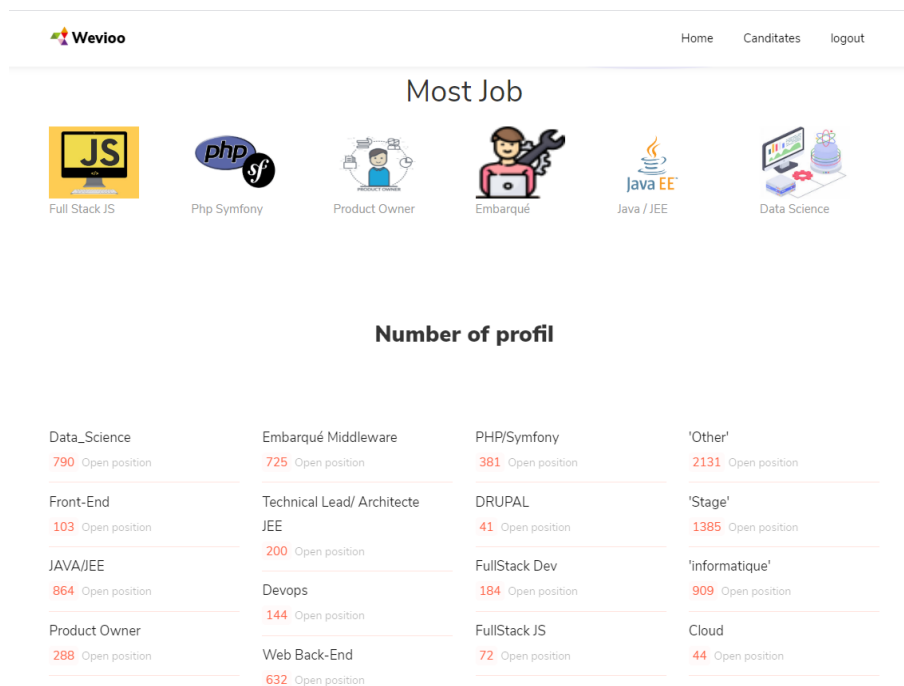 Wevioo
Home Canditates logout
Most Job
JS
php
sf
PRODUCT OWNER
Java EE
Full Stack JS
Php Symfony
Product Owner
Embarqué
Java / JEE
Data Science
Number of profil
Data_Science
790 Open position
Front-End
103 Open position
JAVA/JEE
864 Open position
Product Owner
288 Open position
Embarqué Middleware
725 Open position
Technical Lead/ Architecte
JEE
200 Open position
Devops
144 Open position
Web Back-End
632 Open position
PHP/Symfony
381 Open position
DRUPAL
41 Open position
FullStack Dev
184 Open position
FullStack JS
72 Open position
'Other'
2131 Open position
'Stage'
1385 Open position
'informatique'
909 Open position
Cloud
44 Open position